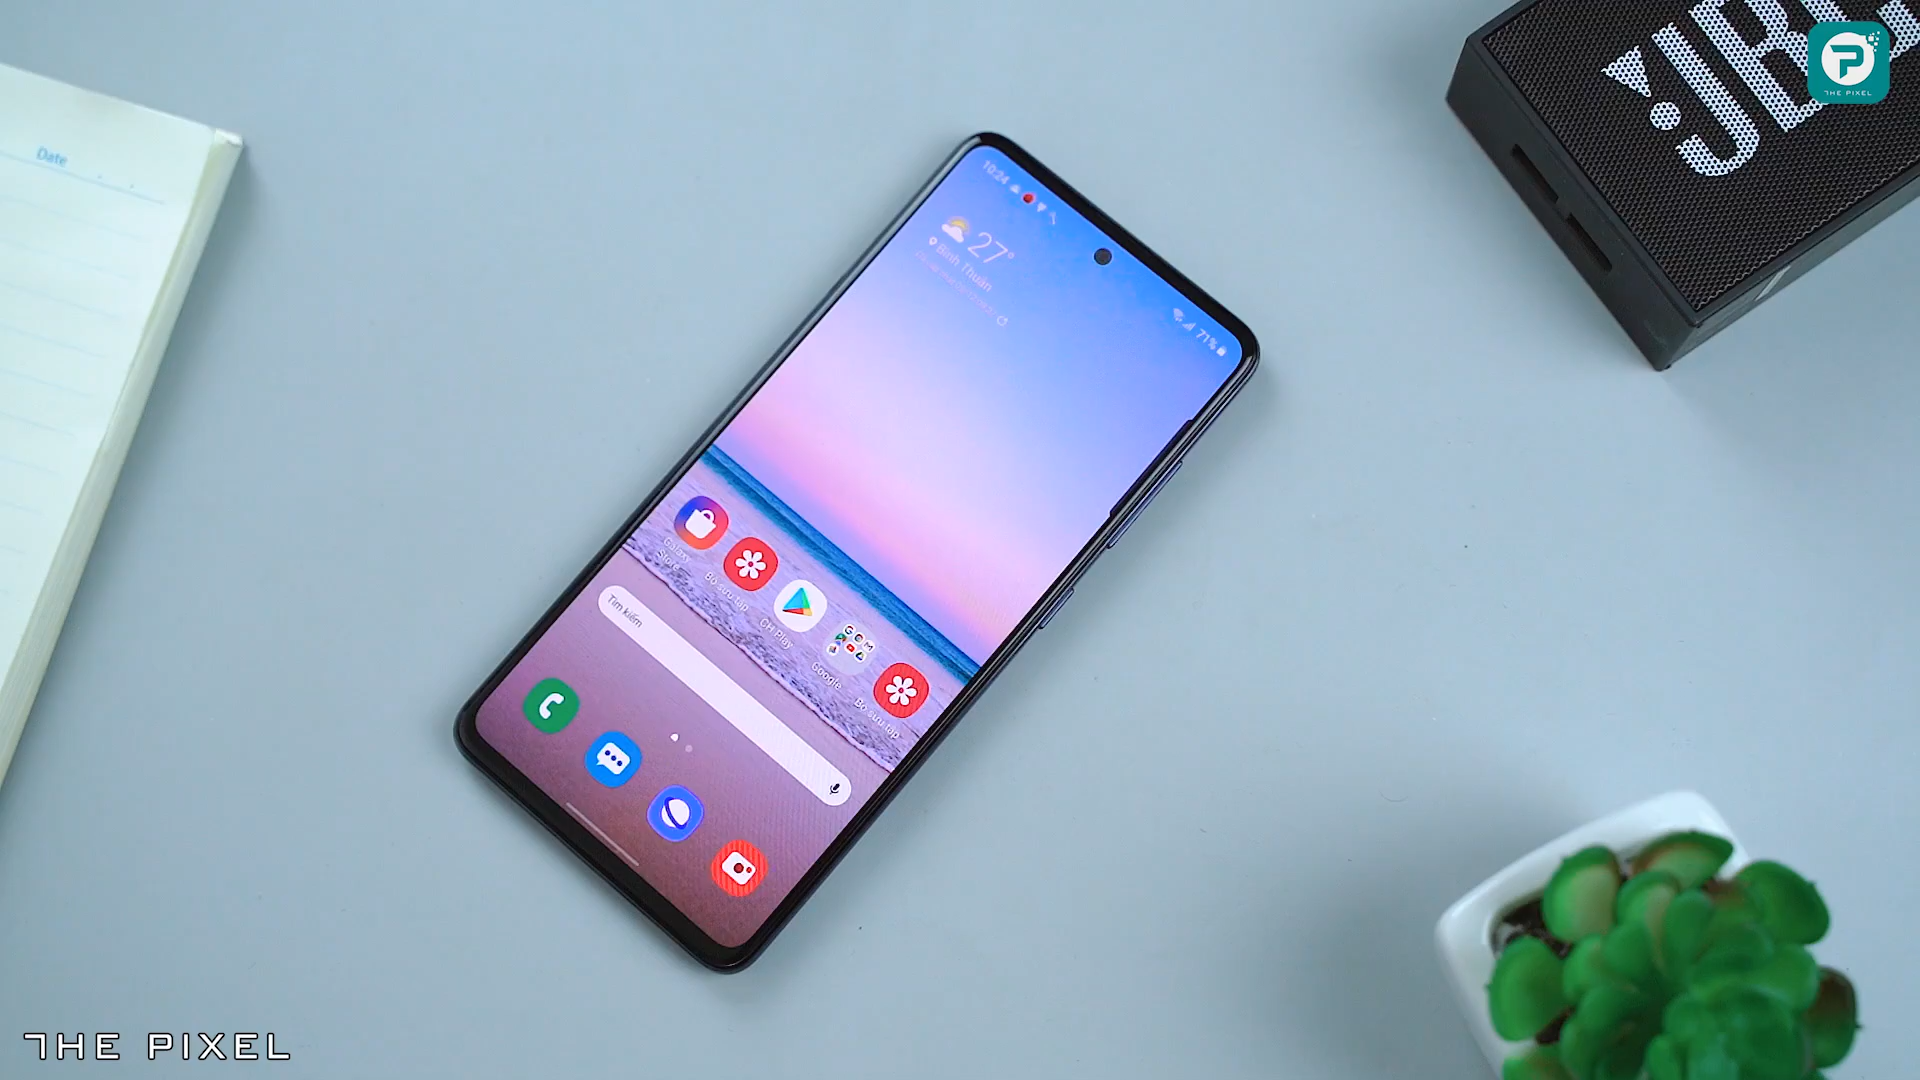 Date
JBL
THE PIXEL
10:24
27°
Bình Thuận
71%
Galaxy Store
Bộ sưu tập
CH Play
Google
Bộ sưu tập
Tìm kiếm
THE PIXEL